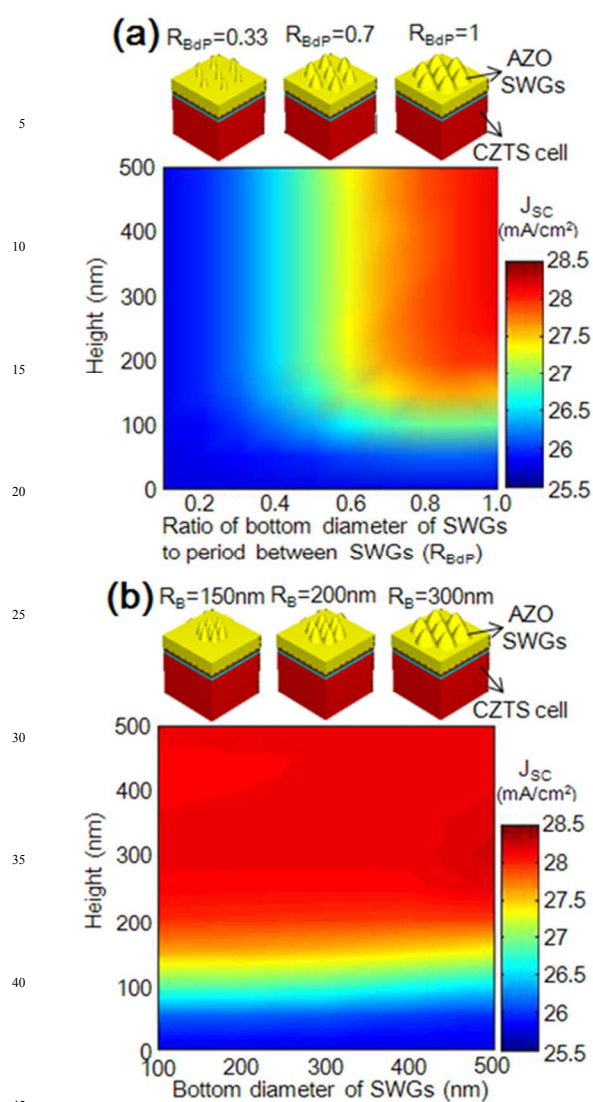 (a) R_BdP=0.33 R_BdP=0.7 R_BdP=1
AZO
SWGs
CZTS cell
5
10
15
20
25
30
35
40
J_SC
(mA/cm²)
28.5
28
27.5
27
26.5
26
25.5
Height (nm)
500
400
300
200
100
0
0.2 0.4 0.6 0.8 1.0
Ratio of bottom diameter of SWGs
to period between SWGs (R_BdP)
(b) R_B=150nm R_B=200nm R_B=300nm
AZO
SWGs
CZTS cell
J_SC
(mA/cm²)
28.5
28
27.5
27
26.5
26
25.5
Height (nm)
500
400
300
200
100
0
100 200 300 400 500
Bottom diameter of SWGs (nm)